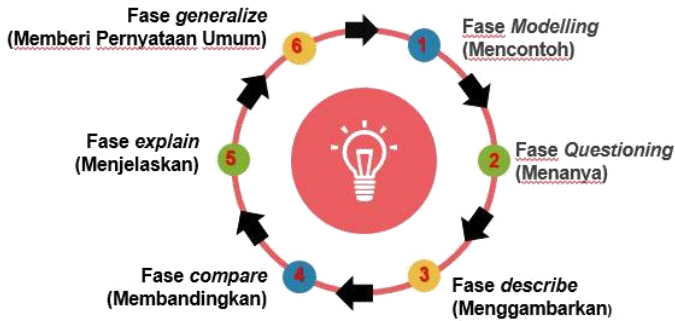 Fase generalize
(Memberi Pernyataan Umum)
6
1
Fase Modelling
(Mencontoh)
Fase explain
(Menjelaskan)
5
2
Fase Questioning
(Menanya)
Fase compare
(Membandingkan)
4
3
Fase describe
(Menggambarkan)